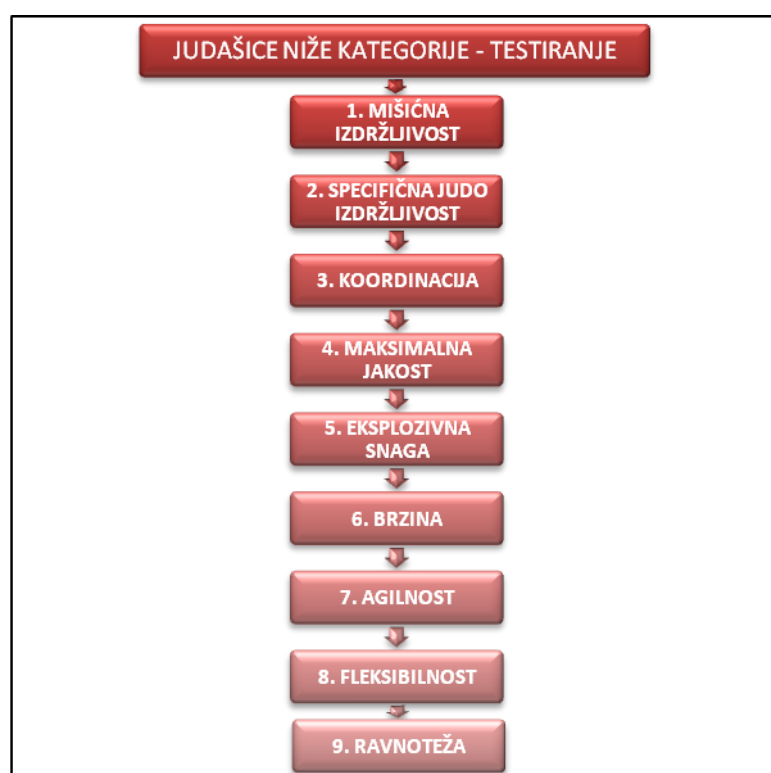 JUDAŠICE NIŽE KATEGORIJE - TESTIRANJE
1. MIŠIĆNA
IZDRŽLJIVOST
2. SPECIFIČNA JUDO
IZDRŽLJIVOST
3. KOORDINACIJA
4. MAKSIMALNA
JAKOST
5. EKSPLOZIVNA
SNAGA
6. BRZINA
7. AGILNOST
8. FLEKSIBILNOST
9. RAVNOTEŽA